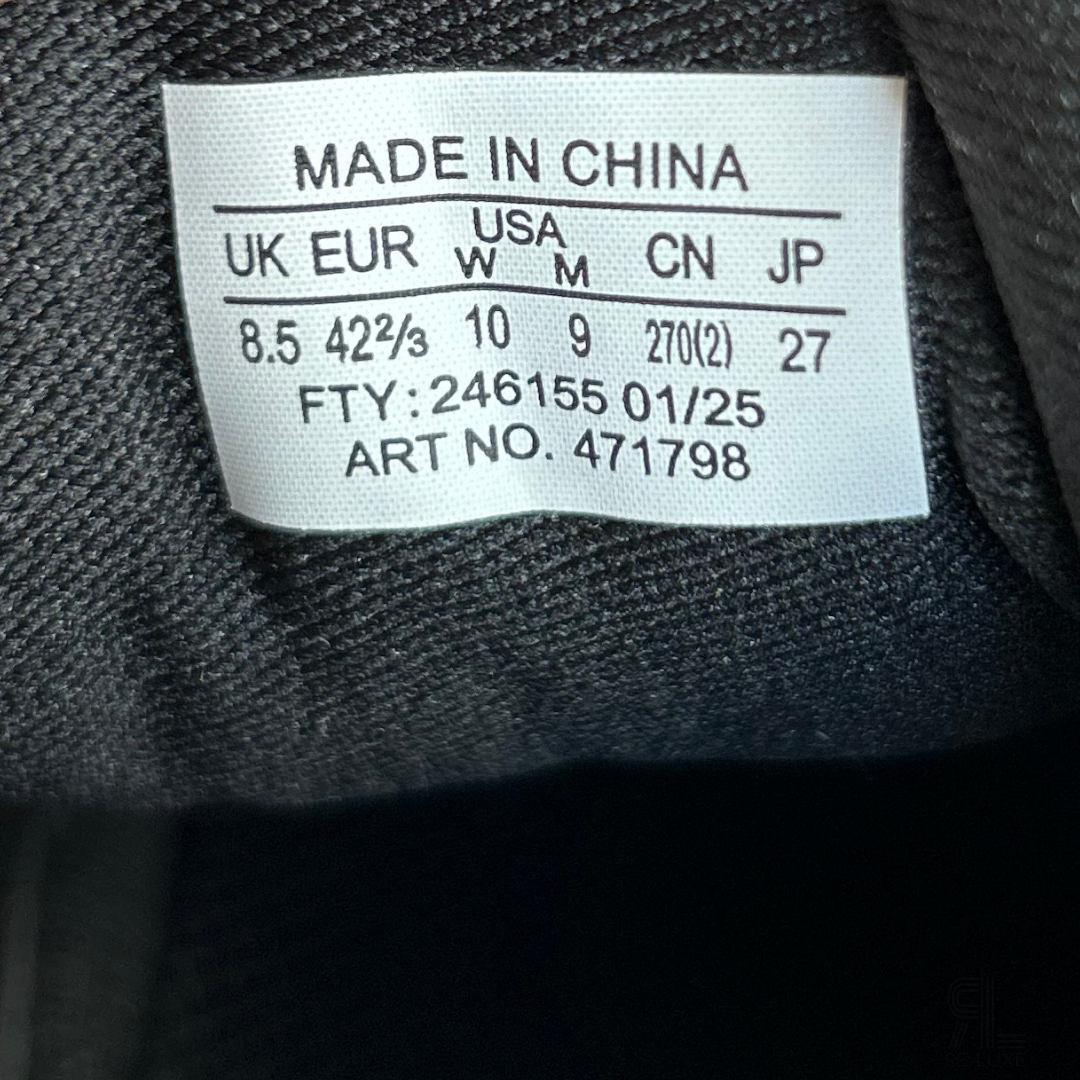 MADE IN CHINA
UK EUR USA CN JP
W M
8.5 42⅔ 10 9 270(2) 27
FTY: 246155 01/25
ART NO. 471798